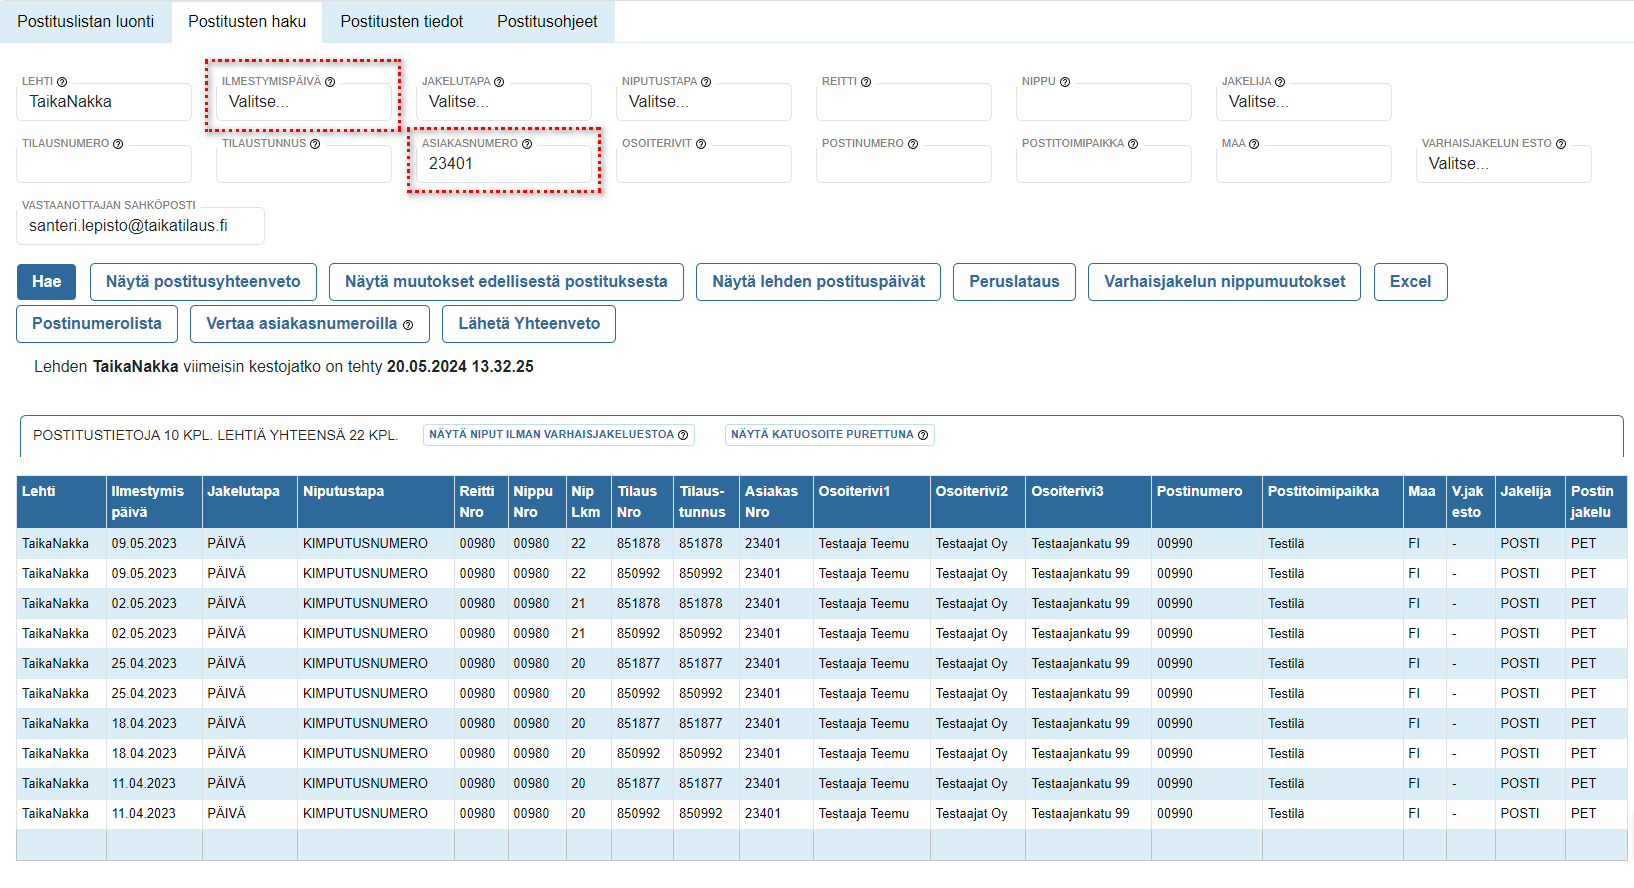 Postituslistan luonti Postitusten haku Postitusten tiedot Postitusohjeet
LEHTI ILMESTYMISPÄIVÄ JAKELUTAPA NIPUTUSTAPA REITTI NIPPU JAKELIJA
TaikaNakka Valitse... Valitse... Valitse... Valitse...
TILAUSNUMERO TILAUSTUNNUS ASIAKASNUMERO OSOITERIVIT POSTINUMERO POSTITOIMIPAIKKA MAA VARHAISJAKELUN ESTO
23401 Valitse...
VASTAANOTTAJAN SAHKÖPOSTI
santeri.lepisto@taikatilaus.fi
Hae Näytä postitusyhteenveto Näytä muutokset edellisestä postituksesta Näytä lehden postituspäivät Peruslataus Varhaisjakelun nippumuutokset Excel
Postinumerolista Vertaa asiakasnumeroilla Lähetä Yhteenveto
Lehden TaikaNakka viimeisin kestojatko on tehty 20.05.2024 13.32.25
POSTITUSTIETOJA 10 KPL. LEHTIÄ YHTEENSÄ 22 KPL. NÄYTÄ NIPUT ILMAN VARHAISJAKELUESTOA NÄYTÄ KATUOSOITE PURETTUNA
Lehti Ilmestymis Jakelutapa Niputustapa Reitti Nippu Nip Tilaus Tilaus- Asiakas Osoiterivi1 Osoiterivi2 Osoiterivi3 Postinumero Postitoimipaikka Maa V.jak Jakelija Postin
päivä Nro Nro Lkm Nro tunnus Nro esto jakelu
TaikaNakka 09.05.2023 PÄIVÄ KIMPUTUSNUMERO 00980 00980 22 851878 851878 23401 Testaaja Teemu Testaajat Oy Testaajankatu 99 00990 Testilä FI - POSTI PET
TaikaNakka 09.05.2023 PÄIVÄ KIMPUTUSNUMERO 00980 00980 22 850992 850992 23401 Testaaja Teemu Testaajat Oy Testaajankatu 99 00990 Testilä FI - POSTI PET
TaikaNakka 02.05.2023 PÄIVÄ KIMPUTUSNUMERO 00980 00980 21 851878 851878 23401 Testaaja Teemu Testaajat Oy Testaajankatu 99 00990 Testilä FI - POSTI PET
TaikaNakka 02.05.2023 PÄIVÄ KIMPUTUSNUMERO 00980 00980 21 850992 850992 23401 Testaaja Teemu Testaajat Oy Testaajankatu 99 00990 Testilä FI - POSTI PET
TaikaNakka 25.04.2023 PÄIVÄ KIMPUTUSNUMERO 00980 00980 20 851877 851877 23401 Testaaja Teemu Testaajat Oy Testaajankatu 99 00990 Testilä FI - POSTI PET
TaikaNakka 25.04.2023 PÄIVÄ KIMPUTUSNUMERO 00980 00980 20 850992 850992 23401 Testaaja Teemu Testaajat Oy Testaajankatu 99 00990 Testilä FI - POSTI PET
TaikaNakka 18.04.2023 PÄIVÄ KIMPUTUSNUMERO 00980 00980 20 851877 851877 23401 Testaaja Teemu Testaajat Oy Testaajankatu 99 00990 Testilä FI - POSTI PET
TaikaNakka 18.04.2023 PÄIVÄ KIMPUTUSNUMERO 00980 00980 20 850992 850992 23401 Testaaja Teemu Testaajat Oy Testaajankatu 99 00990 Testilä FI - POSTI PET
TaikaNakka 11.04.2023 PÄIVÄ KIMPUTUSNUMERO 00980 00980 20 851877 851877 23401 Testaaja Teemu Testaajat Oy Testaajankatu 99 00990 Testilä FI - POSTI PET
TaikaNakka 11.04.2023 PÄIVÄ KIMPUTUSNUMERO 00980 00980 20 850992 850992 23401 Testaaja Teemu Testaajat Oy Testaajankatu 99 00990 Testilä FI - POSTI PET